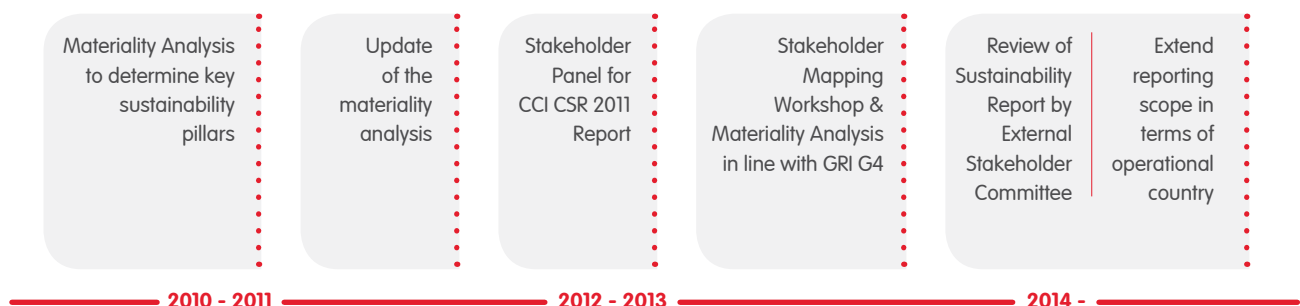 Materiality Analysis
to determine key
sustainability
pillars
Update
of the
materiality
analysis
Stakeholder
Panel for
CCI CSR 2011
Report
Stakeholder
Mapping
Workshop &
Materiality Analysis
in line with GRI G4
Review of
Sustainability
Report by
External
Stakeholder
Committee
Extend
reporting
scope in
terms of
operational
country
2010 - 2011
2012 - 2013
2014 -